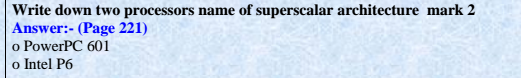 Write down two processors name of superscalar architecture  mark 2
Answer:- (Page 221)
o PowerPC 601
o Intel P6